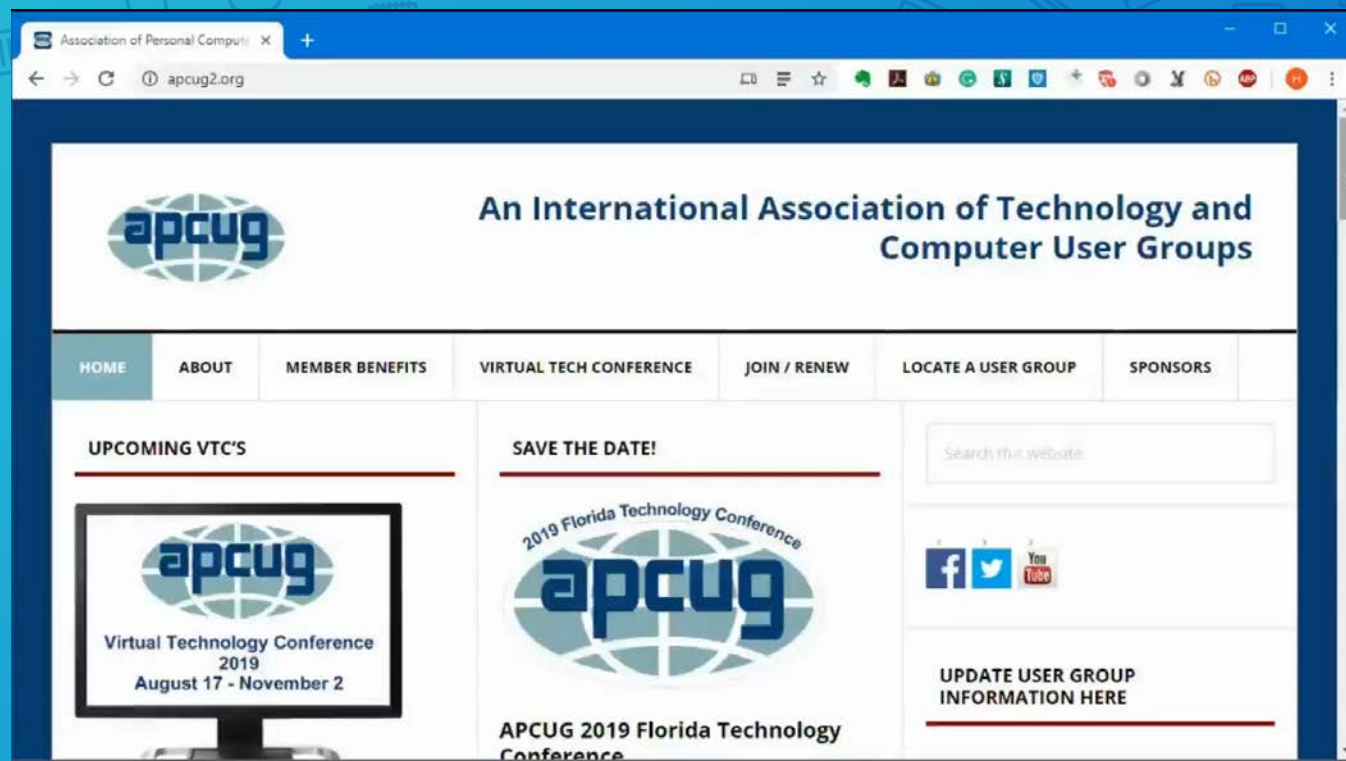 Association of Personal Compute
apcug2.org
apcug
An International Association of Technology and
Computer User Groups
HOME
ABOUT
MEMBER BENEFITS
VIRTUAL TECH CONFERENCE
JOIN / RENEW
LOCATE A USER GROUP
SPONSORS
UPCOMING VTC'S
apcug
Virtual Technology Conference
2019
August 17 - November 2
SAVE THE DATE!
2019 Florida Technology Conference
apcug
APCUG 2019 Florida Technology
Conference
Search this website
You
Tube
UPDATE USER GROUP
INFORMATION HERE